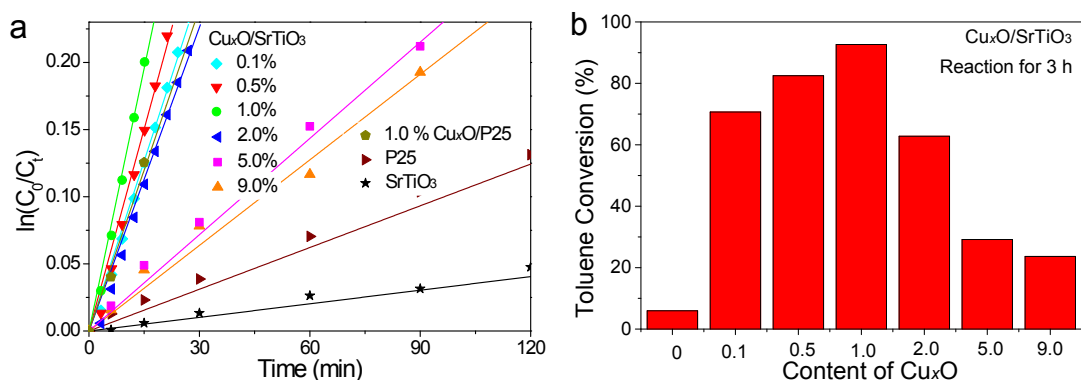 a
ln(C₀/Cₜ)
0.20
0.15
0.10
0.05
0.00
0 30 60 90 120
Time (min)
CuxO/SrTiO₃
0.1%
0.5%
1.0%
2.0%
5.0%
9.0%
1.0 % CuxO/P25
P25
SrTiO₃
b
Toluene Conversion (%)
100
80
60
40
20
0
0 0.1 0.5 1.0 2.0 5.0 9.0
Content of CuxO
CuxO/SrTiO₃
Reaction for 3 h